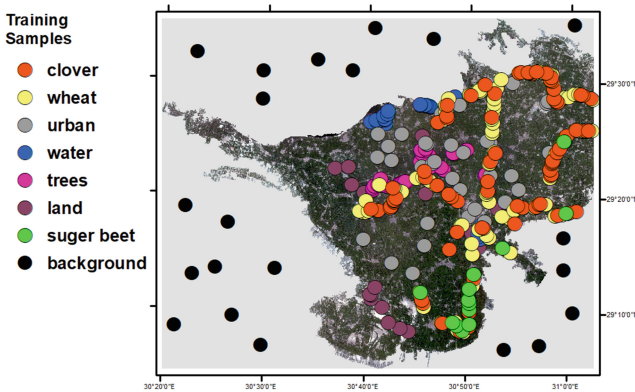 Training
Samples
clover
wheat
urban
water
trees
land
suger beet
background
29°30'0"N
29°20'0"N
29°10'0"N
30°20'0"E
30°30'0"E
30°40'0"E
30°50'0"E
31°0'0"E